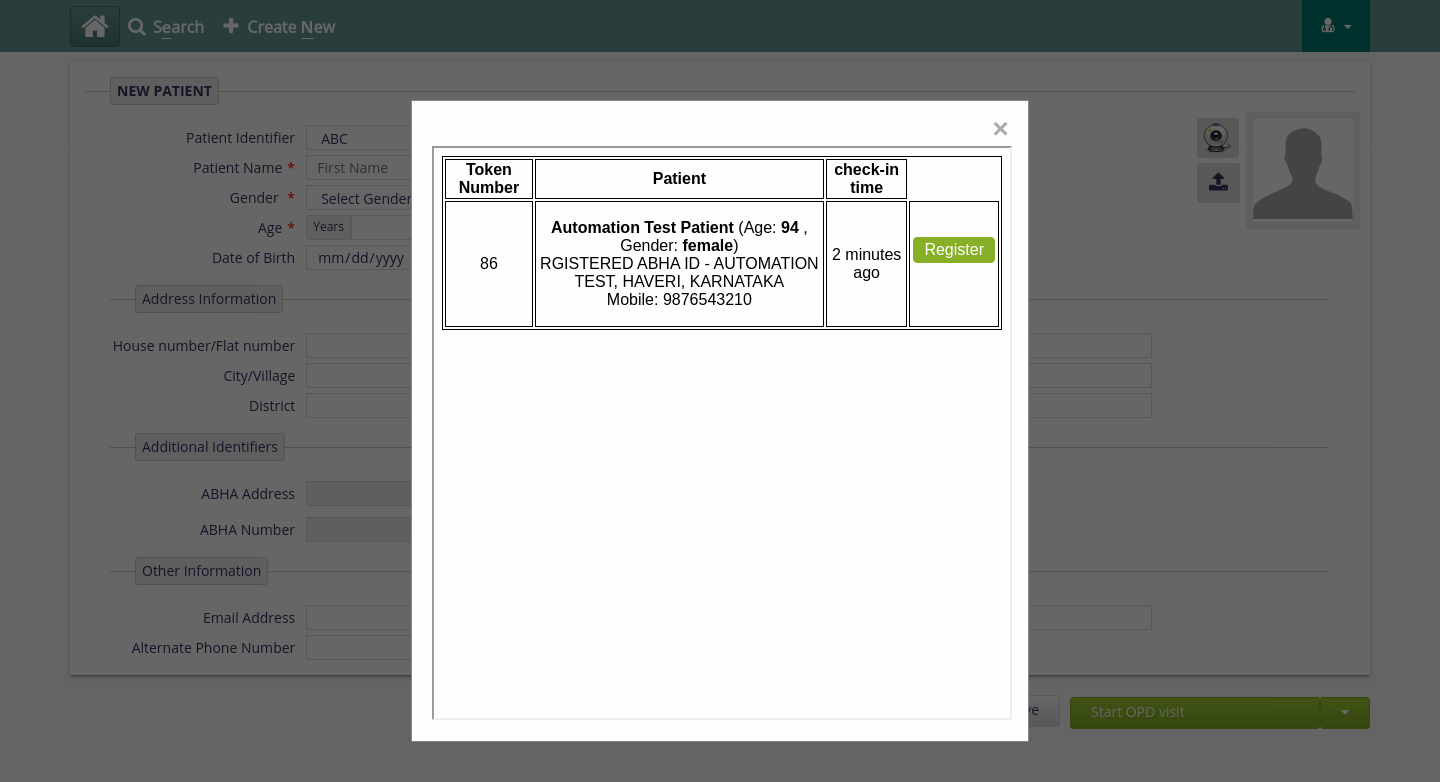 Search
Create New
NEW PATIENT
Patient Identifier
ABC
Patient Name *
First Name
Gender *
Select Gender
Age *
Years
Date of Birth
mm/dd/yyyy
Address Information
House number/Flat number
City/Village
District
Additional Identifiers
ABHA Address
ABHA Number
Other Information
Email Address
Alternate Phone Number
×
Token
Number
Patient
check-in
time
86
Automation Test Patient (Age: 94 ,
Gender: female)
RGISTERED ABHA ID - AUTOMATION
TEST, HAVERI, KARNATAKA
Mobile: 9876543210
2 minutes
ago
Register
Start OPD visit